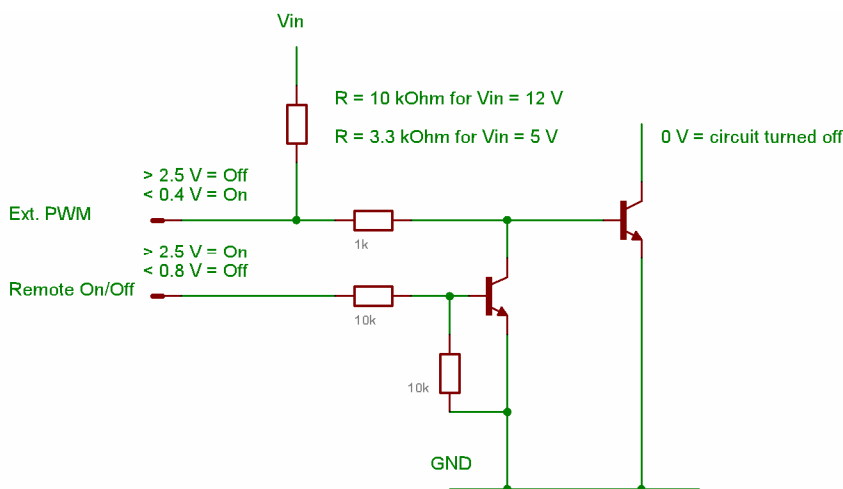 Vin
R = 10 kOhm for Vin = 12 V
R = 3.3 kOhm for Vin = 5 V
0 V = circuit turned off
> 2.5 V = Off
< 0.4 V = On
Ext. PWM
1k
> 2.5 V = On
< 0.8 V = Off
Remote On/Off
10k
10k
GND